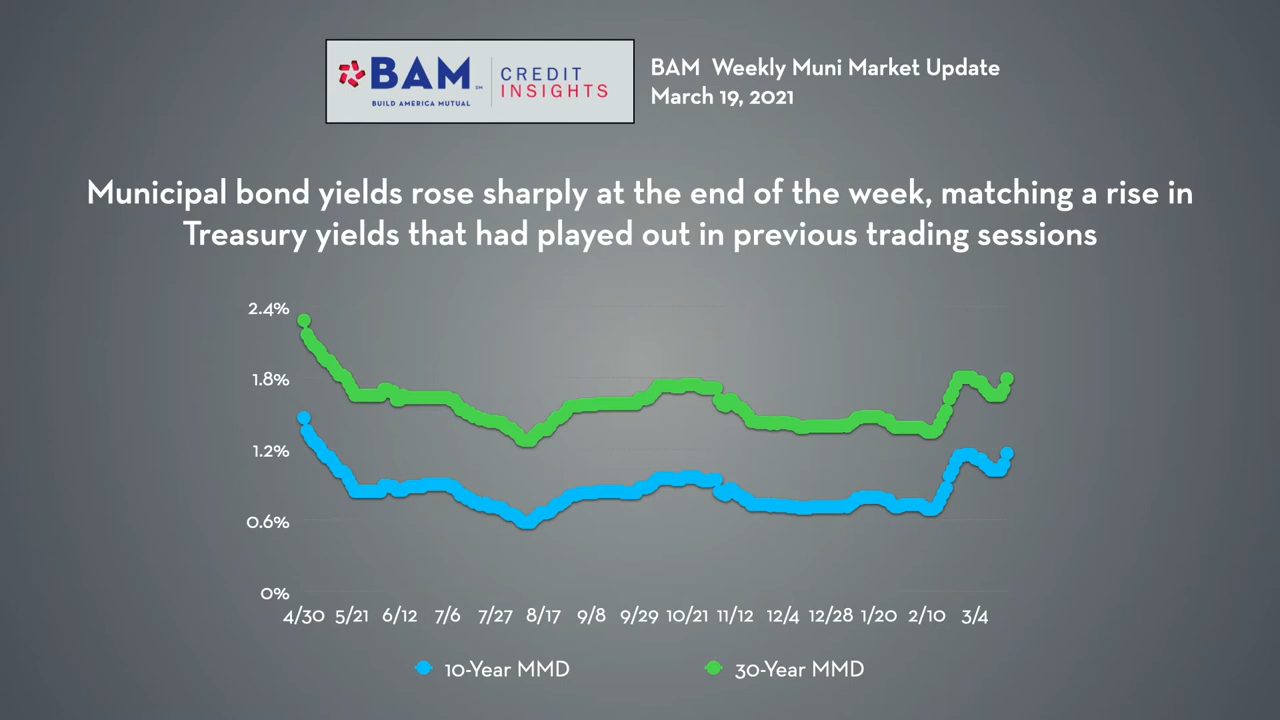 BAM SM
BUILD AMERICA MUTUAL
CREDIT
INSIGHTS
BAM Weekly Muni Market Update
March 19, 2021
Municipal bond yields rose sharply at the end of the week, matching a rise in
Treasury yields that had played out in previous trading sessions
2.4%
1.8%
1.2%
0.6%
0%
4/30 5/21 6/12 7/6 7/27 8/17 9/8 9/29 10/21 11/12 12/4 12/28 1/20 2/10 3/4
10-Year MMD 30-Year MMD